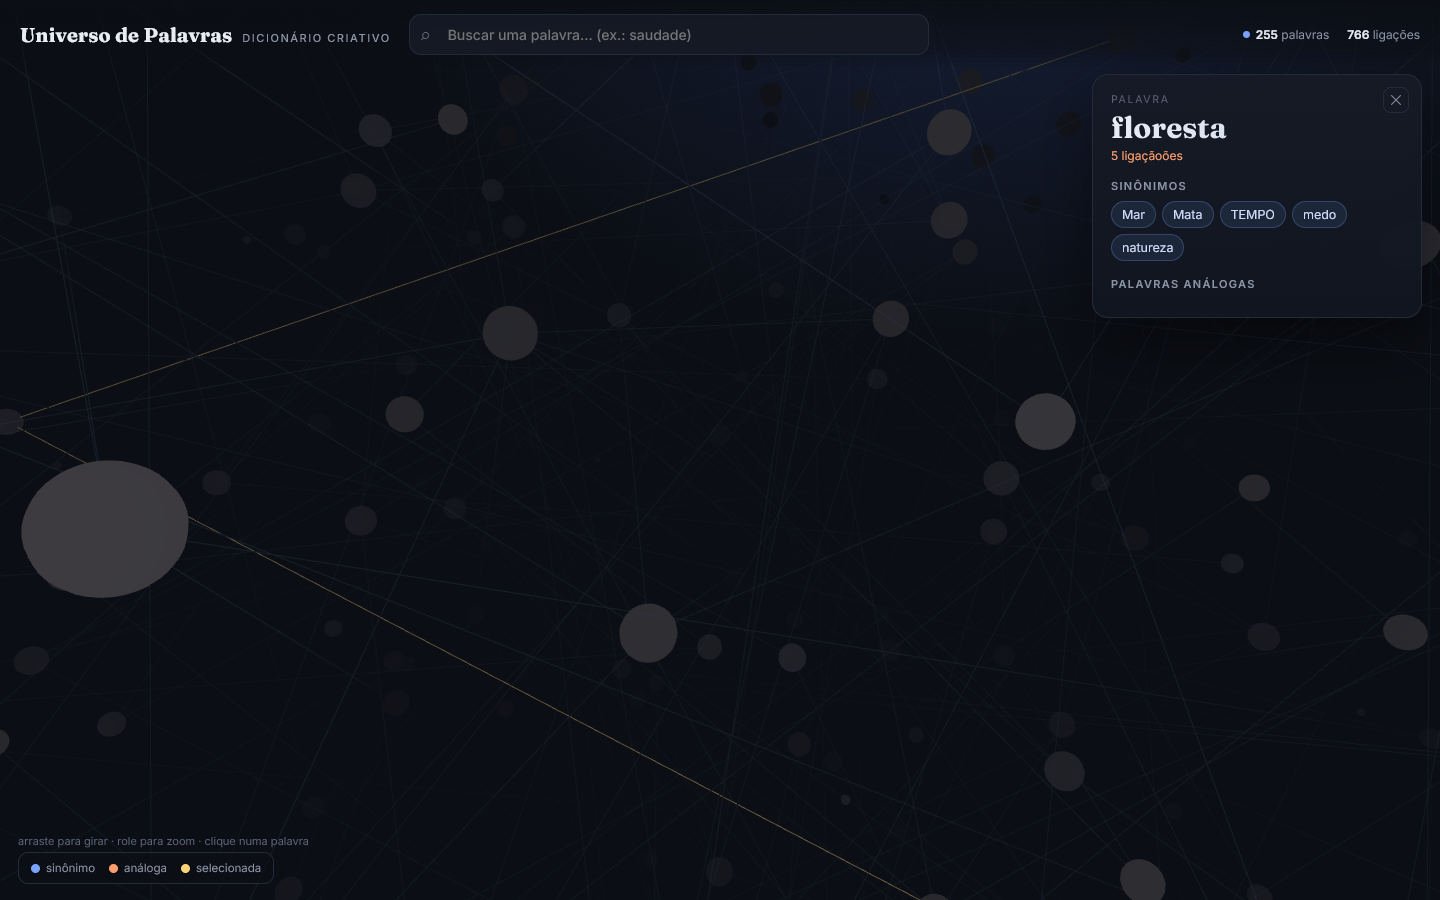 Universo de Palavras DICIONÁRIO CRIATIVO
Buscar uma palavra... (ex.: saudade)
255 palavras 766 ligações
PALAVRA
floresta
5 ligaçãoões
SINÔNIMOS
Mar Mata TEMPO medo
natureza
PALAVRAS ANÁLOGAS
arraste para girar · role para zoom · clique numa palavra
sinônimo análoga selecionada